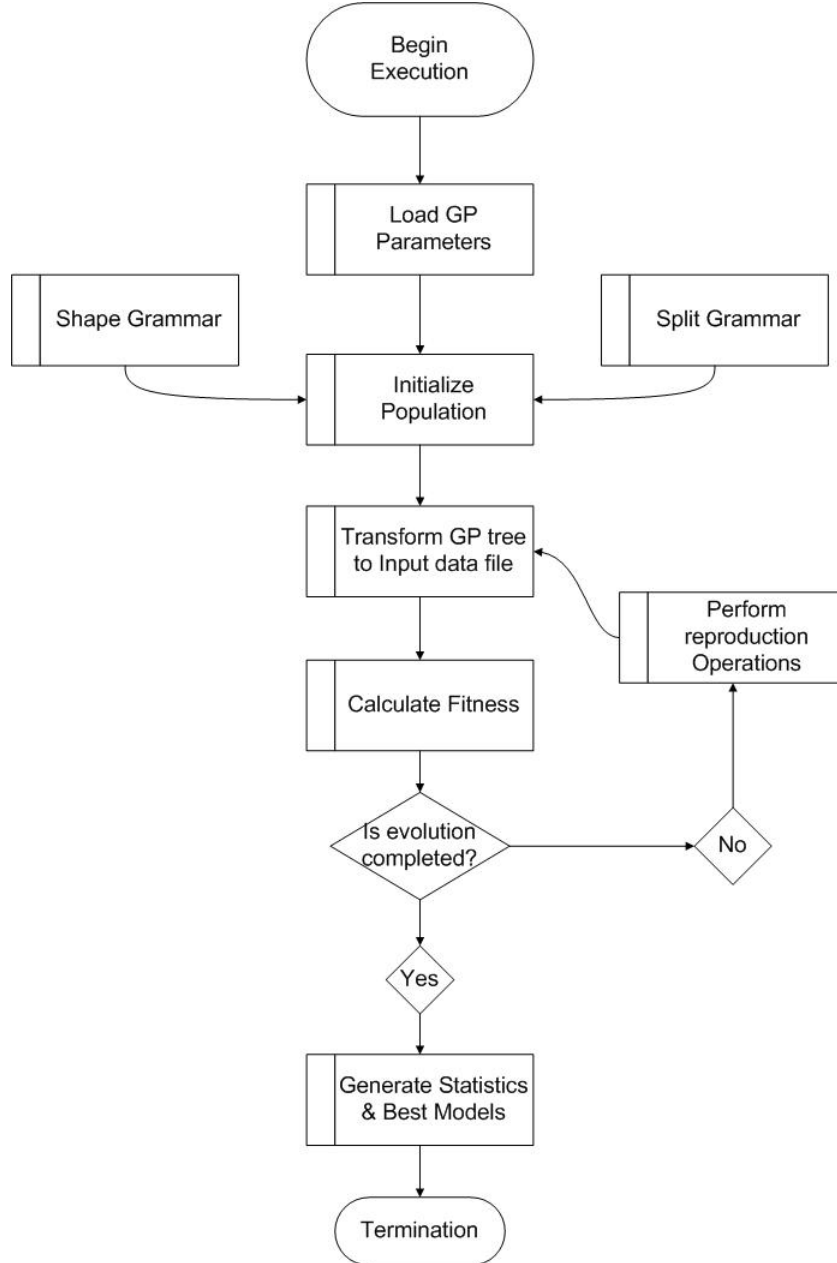 Begin
Execution
Load GP
Parameters
Shape Grammar
Split Grammar
Initialize
Population
Transform GP tree
to Input data file
Perform
reproduction
Operations
Calculate Fitness
Is evolution
completed?
No
Yes
Generate Statistics
& Best Models
Termination